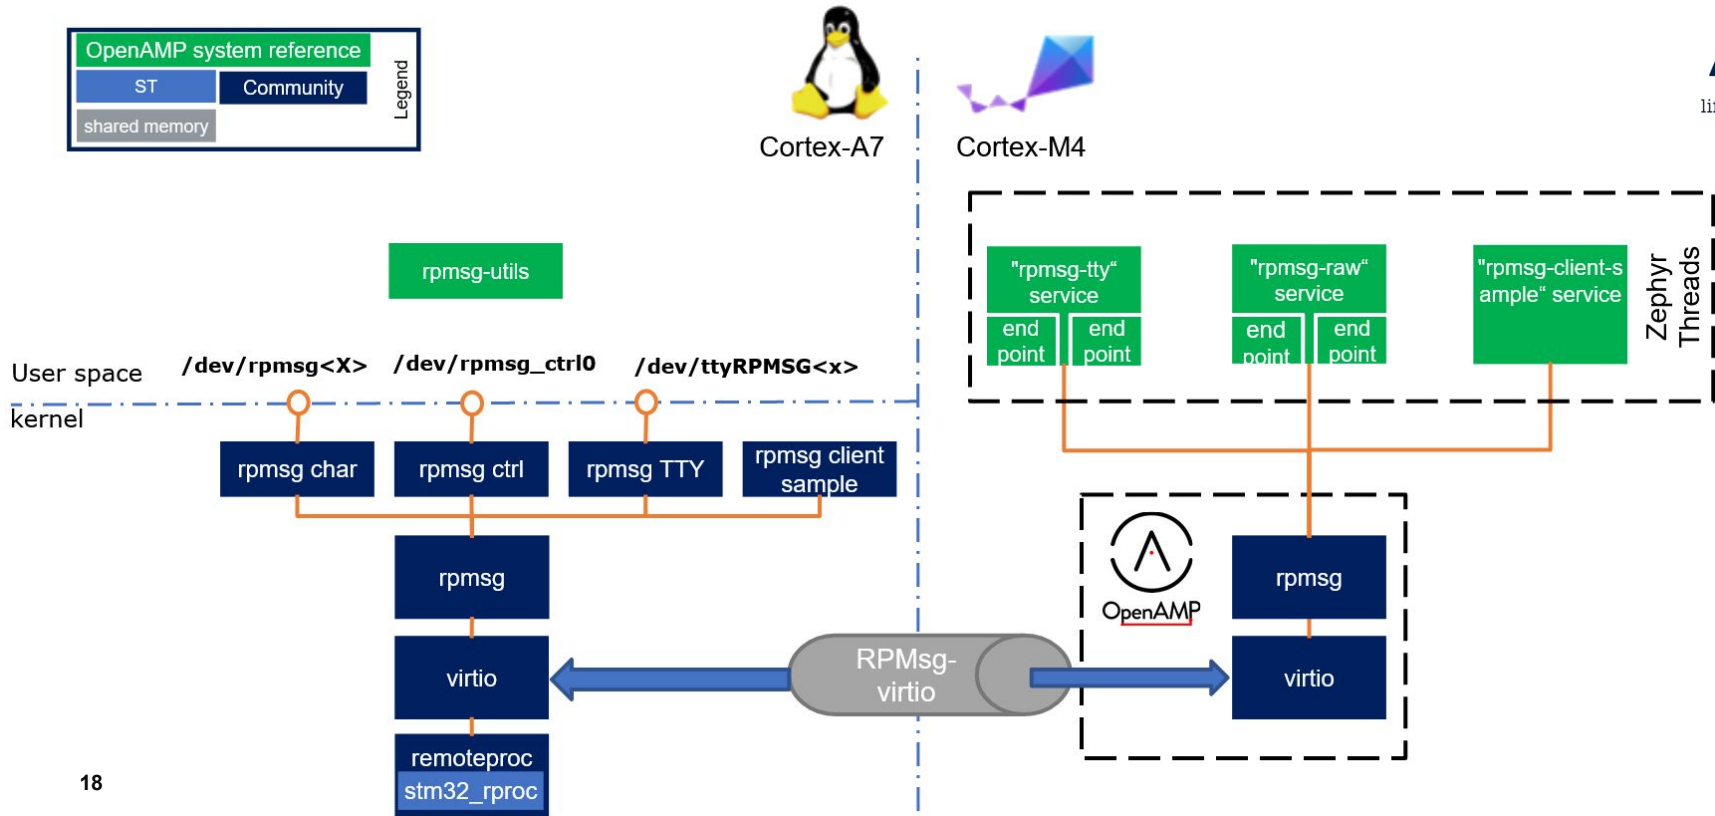 OpenAMP system reference
ST
Community
shared memory
Legend
Cortex-A7
Cortex-M4
rpmsg-utils
"rpmsg-tty“
service
end
point
end
point
"rpmsg-raw“
service
end
point
end
point
"rpmsg-client-s
ample“ service
Zephyr
Threads
User space
/dev/rpmsg<X>
/dev/rpmsg_ctrl0
/dev/ttyRPMSG<x>
kernel
rpmsg char
rpmsg ctrl
rpmsg TTY
rpmsg client
sample
rpmsg
virtio
remoteproc
stm32_rproc
RPMsg-
virtio
OpenAMP
rpmsg
virtio
18